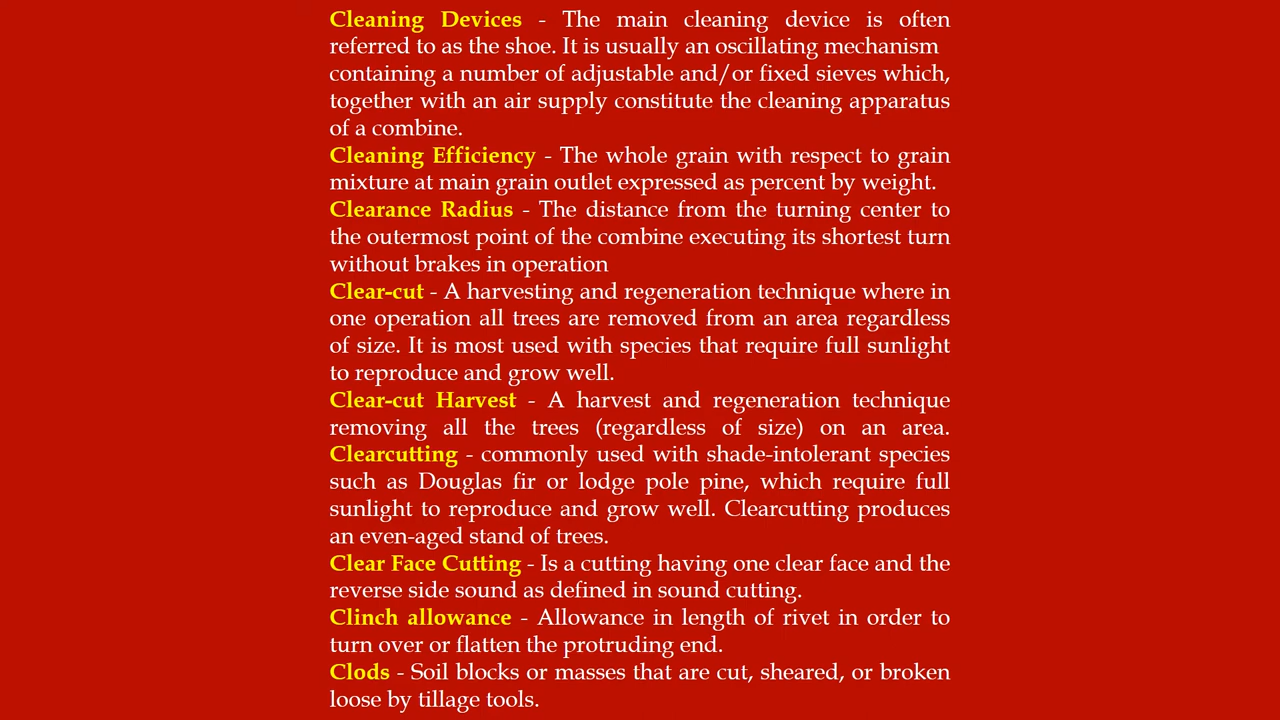 Cleaning Devices - The main cleaning device is often
referred to as the shoe. It is usually an oscillating mechanism
containing a number of adjustable and/or fixed sieves which,
together with an air supply constitute the cleaning apparatus
of a combine.
Cleaning Efficiency - The whole grain with respect to grain
mixture at main grain outlet expressed as percent by weight.
Clearance Radius - The distance from the turning center to
the outermost point of the combine executing its shortest turn
without brakes in operation
Clear-cut - A harvesting and regeneration technique where in
one operation all trees are removed from an area regardless
of size. It is most used with species that require full sunlight
to reproduce and grow well.
Clear-cut Harvest - A harvest and regeneration technique
removing all the trees (regardless of size) on an area.
Clearcutting - commonly used with shade-intolerant species
such as Douglas fir or lodge pole pine, which require full
sunlight to reproduce and grow well. Clearcutting produces
an even-aged stand of trees.
Clear Face Cutting - Is a cutting having one clear face and the
reverse side sound as defined in sound cutting.
Clinch allowance - Allowance in length of rivet in order to
turn over or flatten the protruding end.
Clods - Soil blocks or masses that are cut, sheared, or broken
loose by tillage tools.